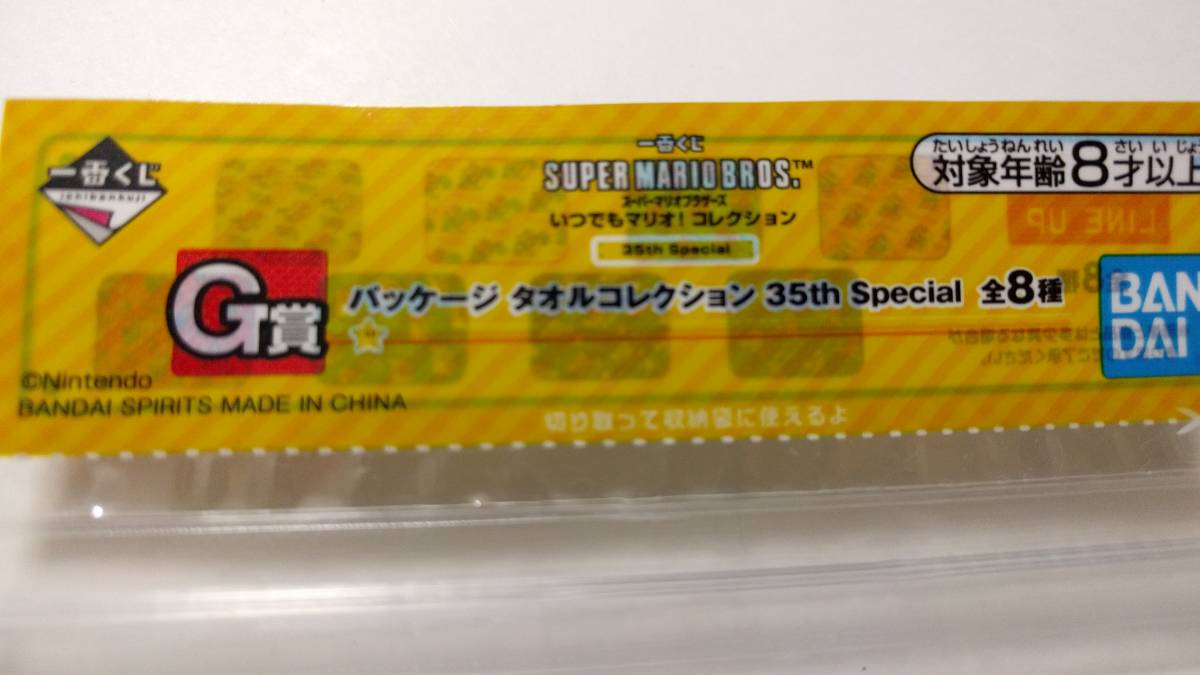 一番くじ
ichibankuji
一番くじ
SUPER MARIO BROS.™
スーパーマリオブラザーズ
いつでもマリオ! コレクション
35th Special
たいしょうねんれい さい いじょ
対象年齢8才以上
LINE UP
G賞
パッケージ タオルコレクション 35th Special 全8種
BAN
DAI
©Nintendo
BANDAI SPIRITS MADE IN CHINA
切り取って収納袋に使えるよ